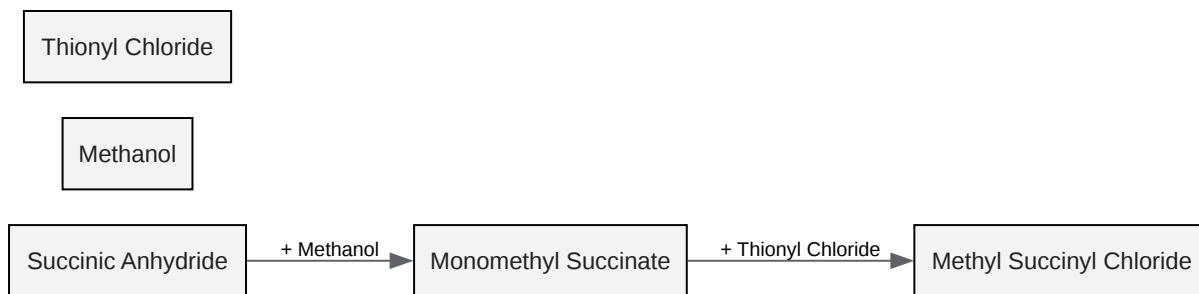 Thionyl Chloride
Methanol
Succinic Anhydride
+ Methanol
Monomethyl Succinate
+ Thionyl Chloride
Methyl Succinyl Chloride